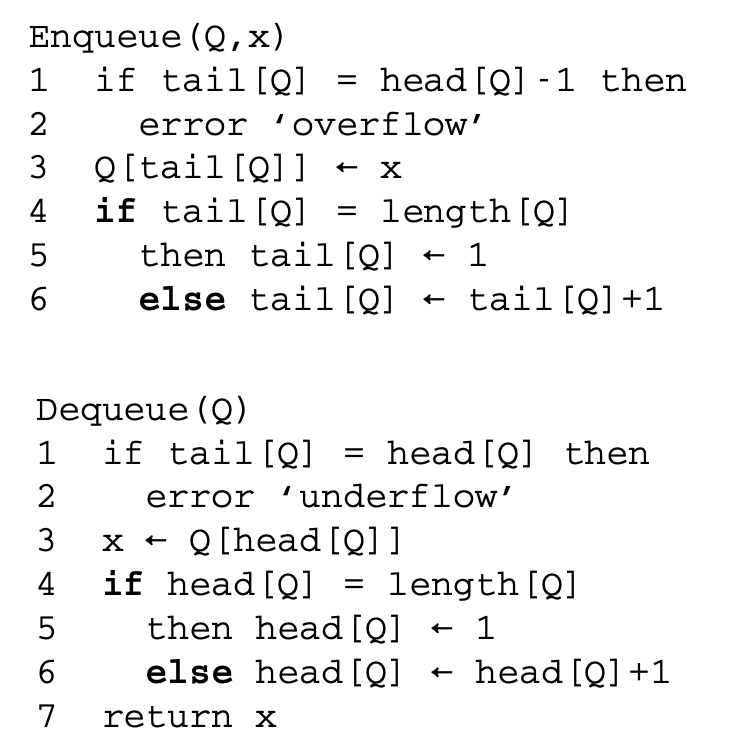 Enqueue(Q,x)
1 if tail[Q] = head[Q]-1 then
2 error ‘overflow’
3 Q[tail[Q]] ← x
4 if tail[Q] = length[Q]
5 then tail[Q] ← 1
6 else tail[Q] ← tail[Q]+1
Dequeue(Q)
1 if tail[Q] = head[Q] then
2 error ‘underflow’
3 x ← Q[head[Q]]
4 if head[Q] = length[Q]
5 then head[Q] ← 1
6 else head[Q] ← head[Q]+1
7 return x